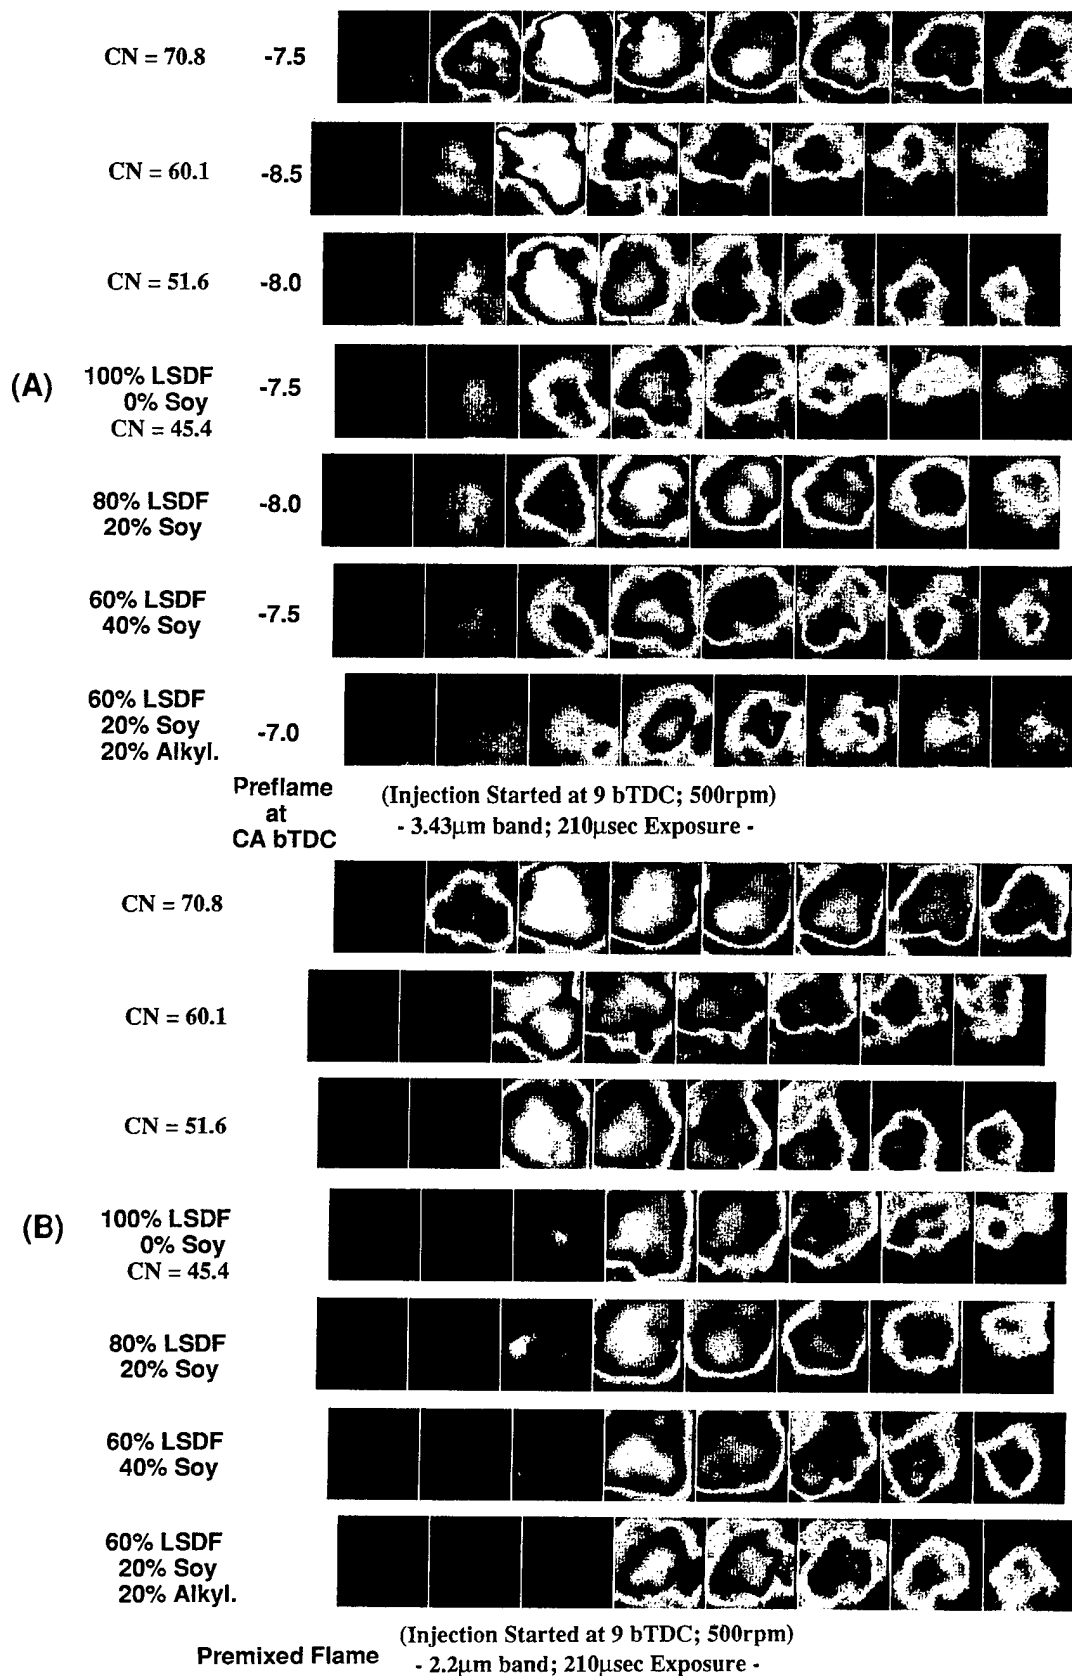 CN = 70.8 -7.5
CN = 60.1 -8.5
CN = 51.6 -8.0
(A)
100% LSDF
0% Soy
CN = 45.4
-7.5
80% LSDF
20% Soy
-8.0
60% LSDF
40% Soy
-7.5
60% LSDF
20% Soy
20% Alkyl.
-7.0
Preflame
at
CA bTDC
(Injection Started at 9 bTDC; 500rpm)
- 3.43μm band; 210μsec Exposure -
CN = 70.8
CN = 60.1
CN = 51.6
(B)
100% LSDF
0% Soy
CN = 45.4
80% LSDF
20% Soy
60% LSDF
40% Soy
60% LSDF
20% Soy
20% Alkyl.
Premixed Flame
(Injection Started at 9 bTDC; 500rpm)
- 2.2μm band; 210μsec Exposure -